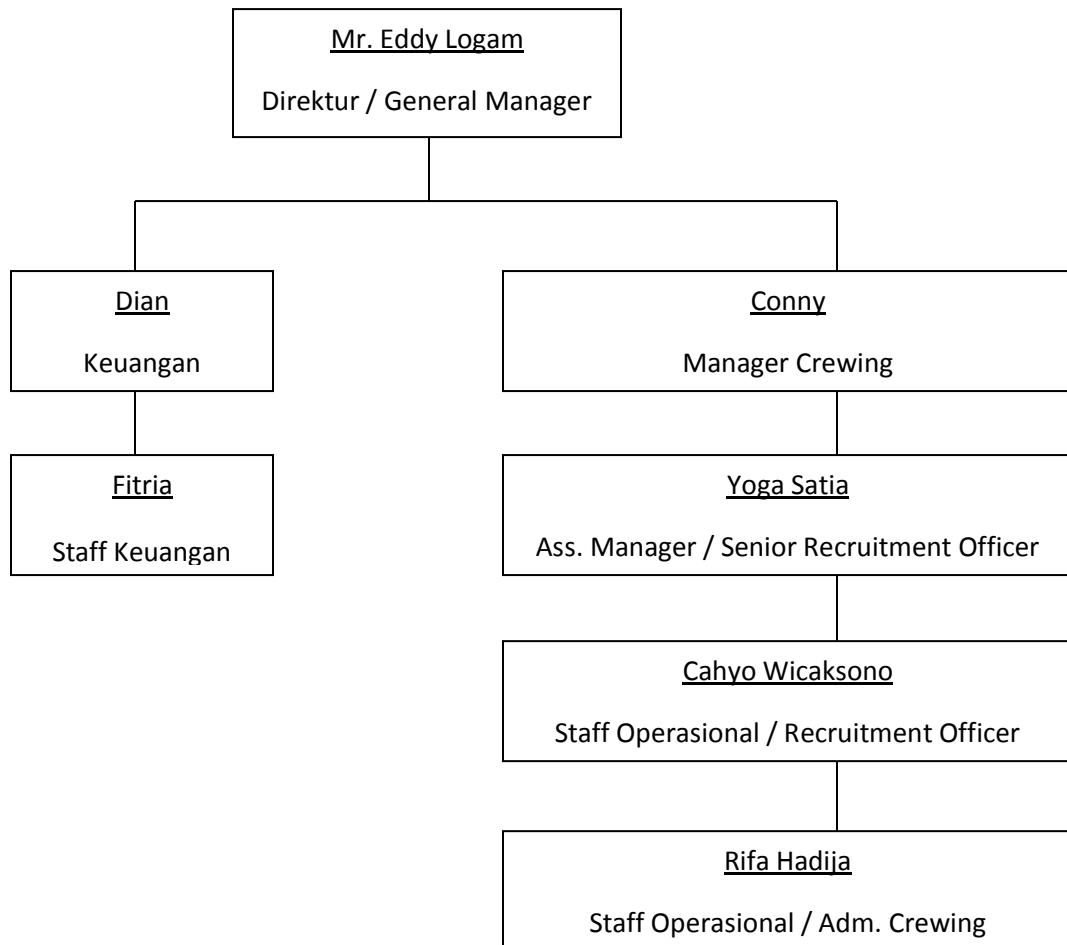 Mr. Eddy Logam
Direktur / General Manager
Dian
Keuangan
Conny
Manager Crewing
Fitria
Staff Keuangan
Yoga Satia
Ass. Manager / Senior Recruitment Officer
Cahyo Wicaksono
Staff Operasional / Recruitment Officer
Rifa Hadija
Staff Operasional / Adm. Crewing